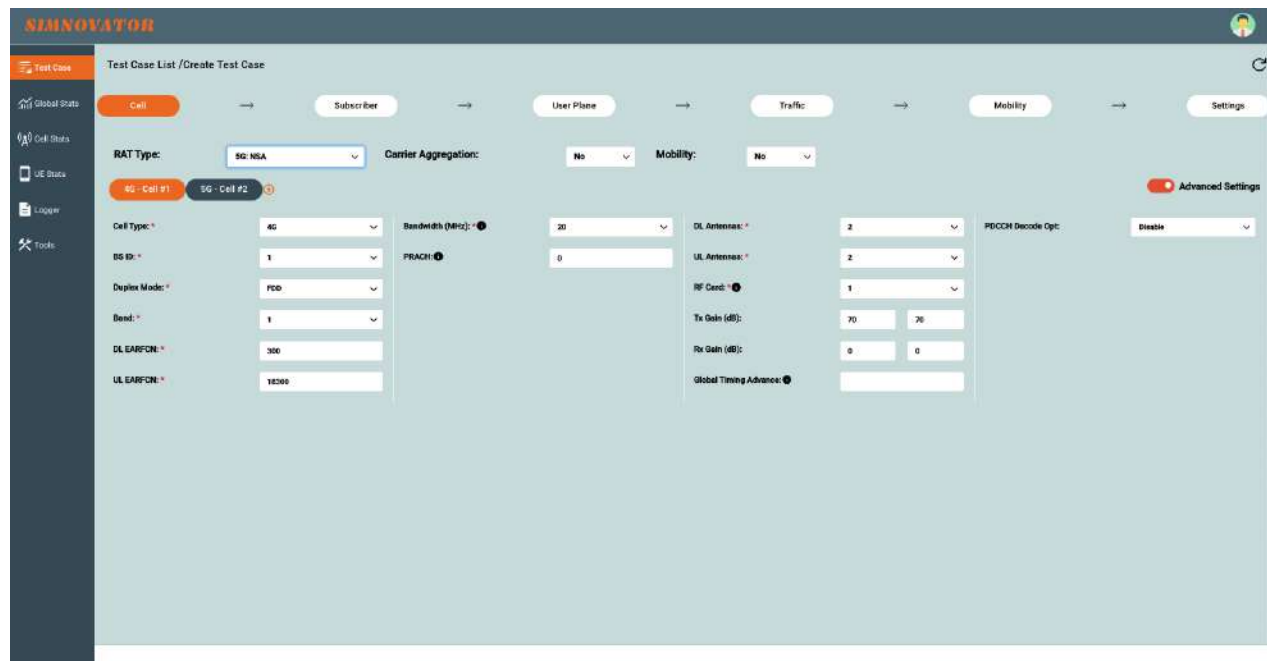 SIMNOVATOR
Test Case
Global Stats
Cell Stats
UE Stats
Logger
Tools
Test Case List /Create Test Case
Cell → Subscriber → User Plane → Traffic → Mobility → Settings
RAT Type: 5G: NSA Carrier Aggregation: No Mobility: No
4G - Cell #1 5G - Cell #2 Advanced Settings
Cell Type: * 4G Bandwidth (MHz): * 20 DL Antennas: * 2 PDCCH Decode Opt: Disable
BS ID: * 1 PRACH: 0 UL Antennas: * 2
Duplex Mode: * FDD RF Card: * 1
Band: * 1 Tx Gain (dB): 70 70
DL EARFCN: * 300 Rx Gain (dB): 0 0
UL EARFCN: * 18300 Global Timing Advance: